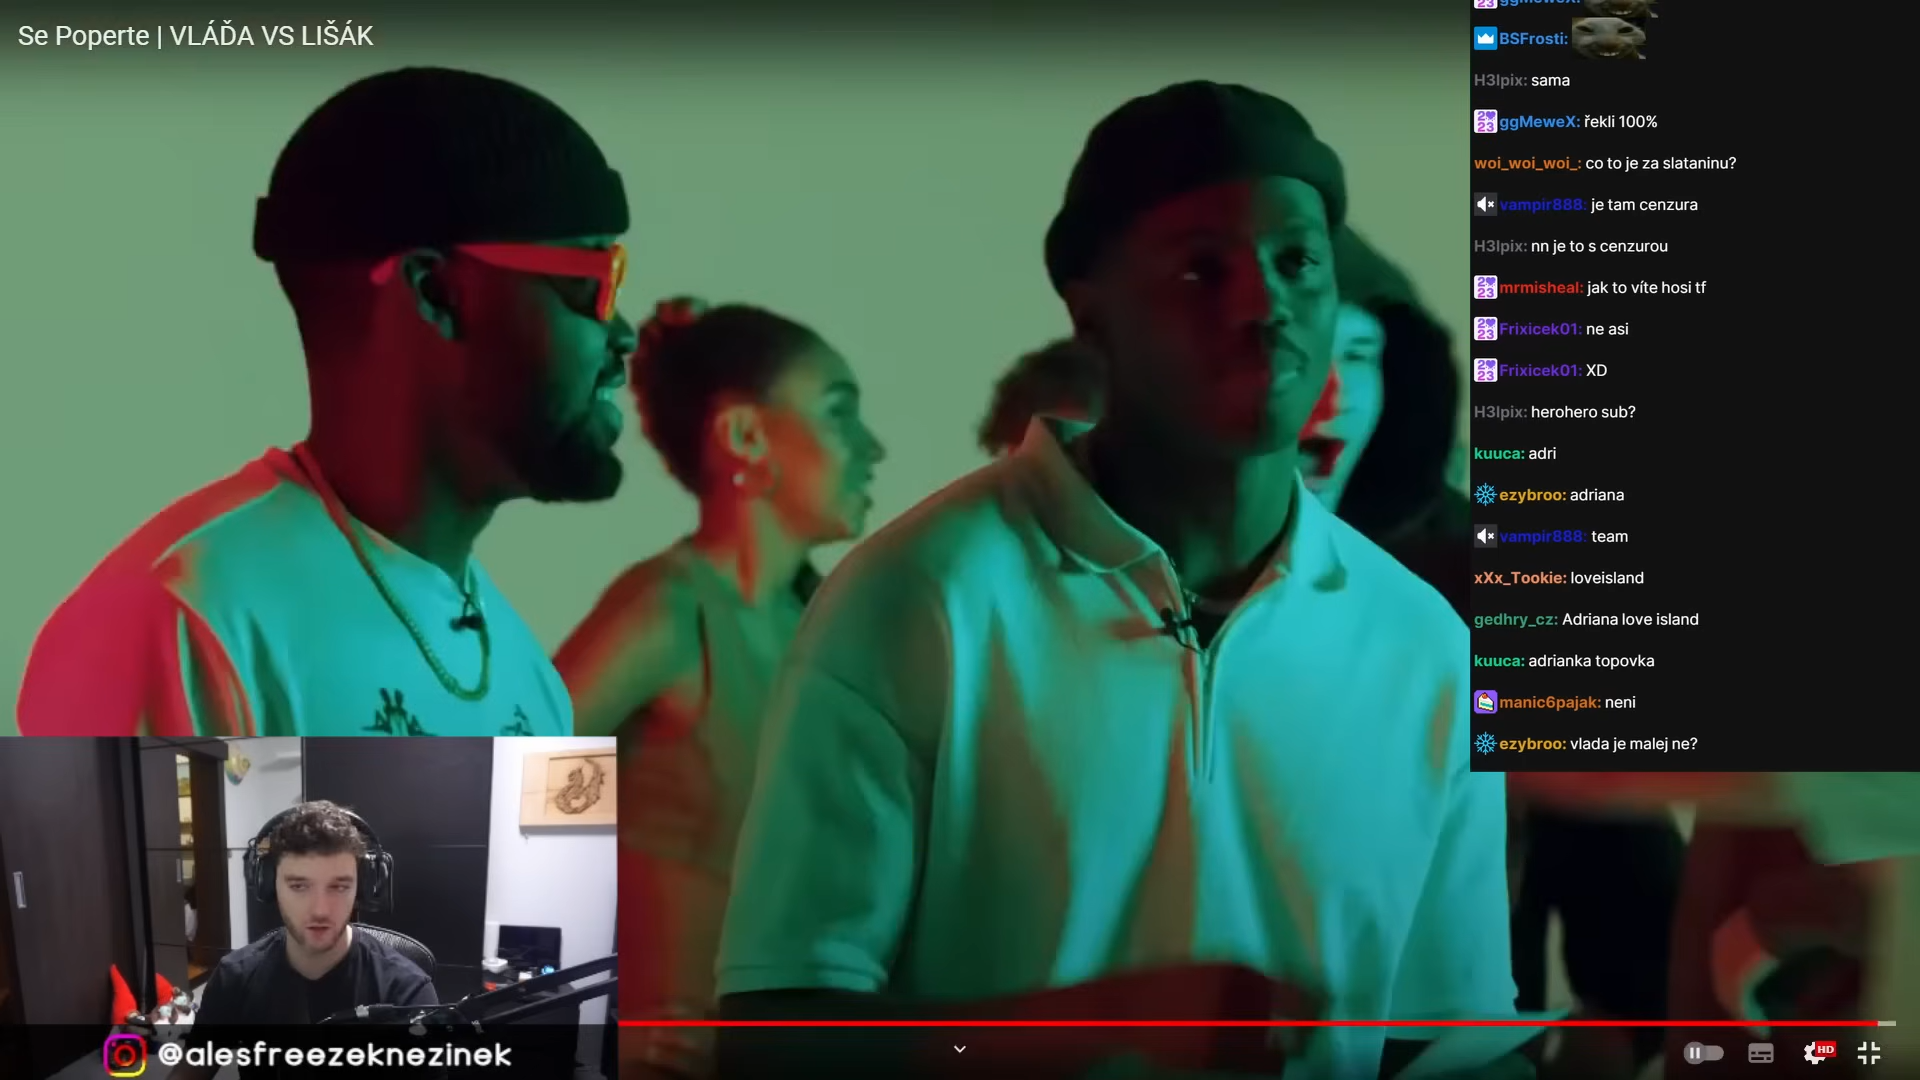 Se Poperte | VLÁĎA VS LIŠÁK
ggMeweX:
BSFrosti:
H3lpix: sama
ggMeweX: řekli 100%
woi_woi_woi_: co to je za slataninu?
vampir888: je tam cenzura
H3lpix: nn je to s cenzurou
mrmisheal: jak to víte hosi tf
Frixicek01: ne asi
Frixicek01: XD
H3lpix: herohero sub?
kuuca: adri
ezybroo: adriana
vampir888: team
xXx_Tookie: loveisland
gedhry_cz: Adriana love island
kuuca: adrianka topovka
manic6pajak: neni
ezybroo: vlada je malej ne?
@alesfreezeknezinek
HD